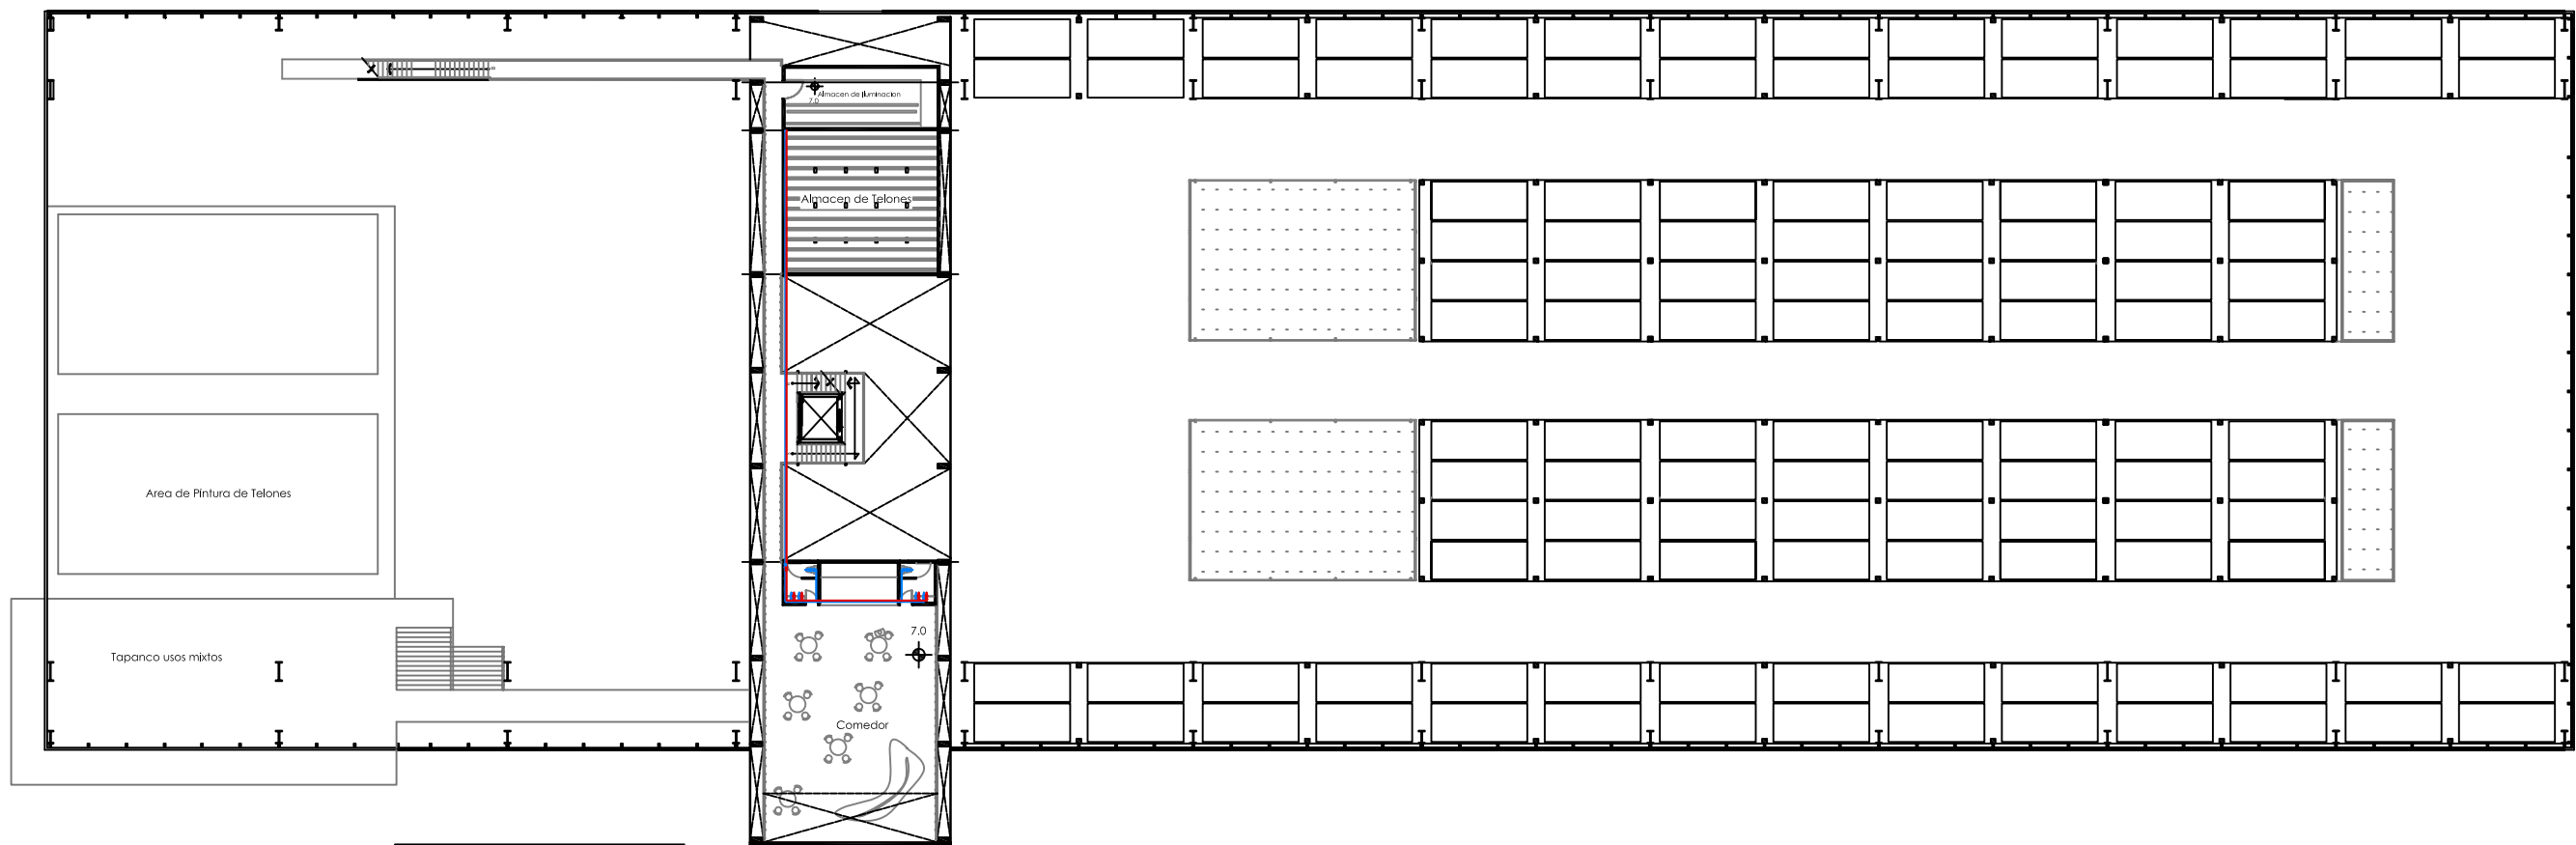 Almacen de Iluminacion
7.0
Almacen de Telones
Area de Pintura de Telones
7.0
Tapanco usos mixtos
Comedor